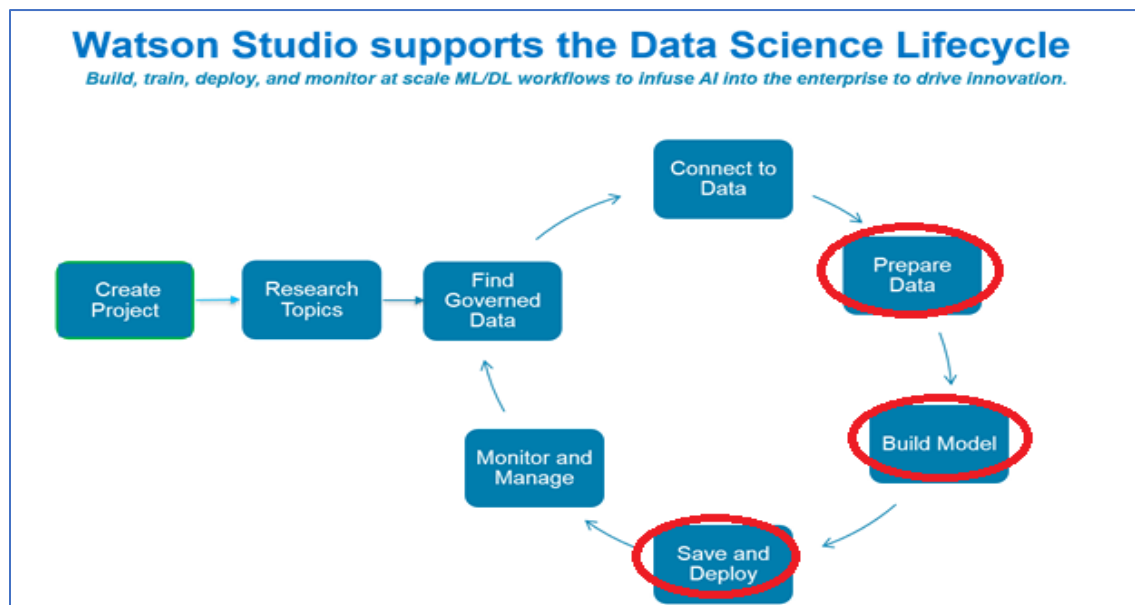 Watson Studio supports the Data Science Lifecycle
Build, train, deploy, and monitor at scale ML/DL workflows to infuse AI into the enterprise to drive innovation.
Create
Project
Research
Topics
Find
Governed
Data
Connect to
Data
Prepare
Data
Build Model
Save and
Deploy
Monitor and
Manage